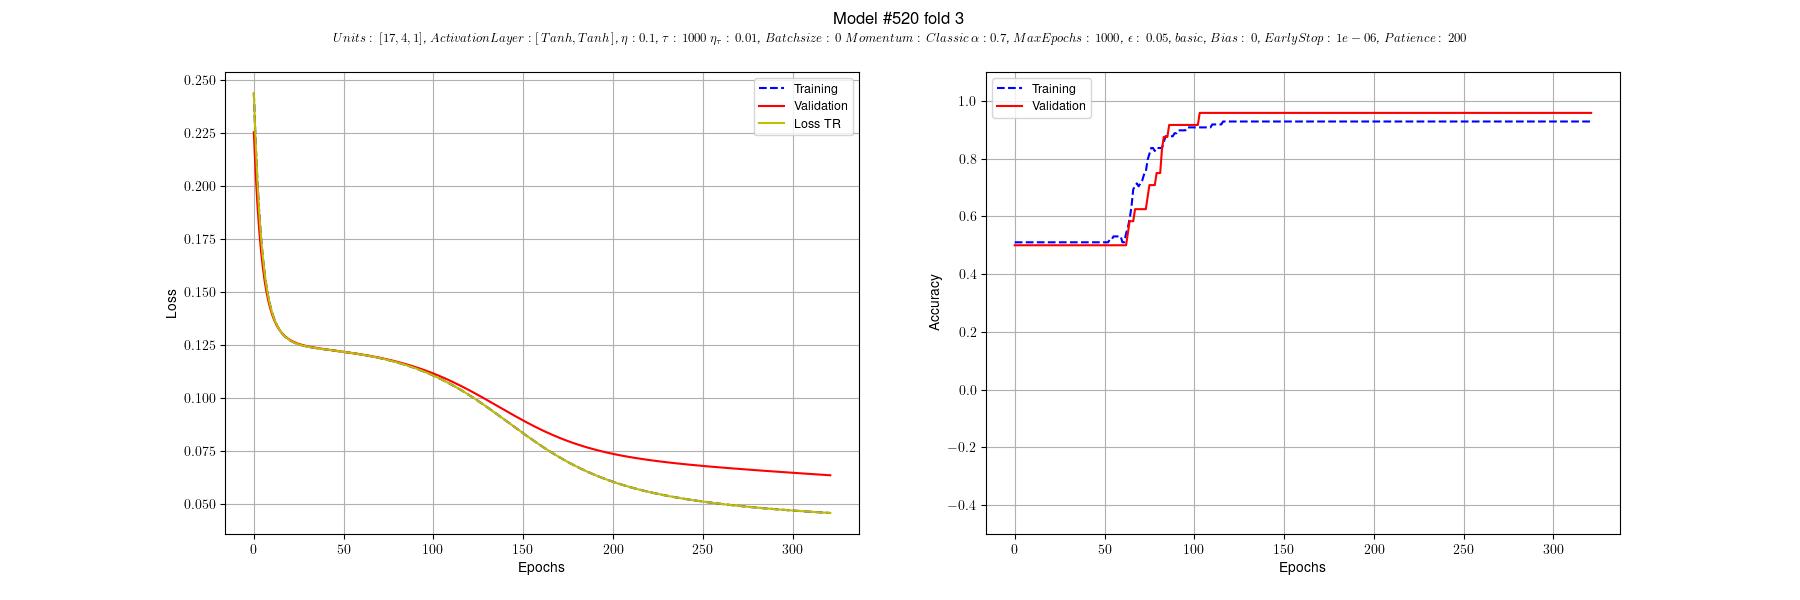 Model #520 fold 3
Units : [17, 4, 1], ActivationLayer : [Tanh, Tanh], η : 0.1, τ : 1000 η_τ : 0.01, Batchsize : 0 Momentum : Classic α : 0.7, MaxEpochs : 1000, ϵ : 0.05, basic, Bias : 0, EarlyStop : 1e − 06, Patience : 200
0.250
0.225
0.200
0.175
0.150
0.125
0.100
0.075
0.050
Loss
Training
Validation
Loss TR
0 50 100 150 200 250 300
Epochs
1.0
0.8
0.6
0.4
0.2
0.0
−0.2
−0.4
Accuracy
Training
Validation
0 50 100 150 200 250 300
Epochs